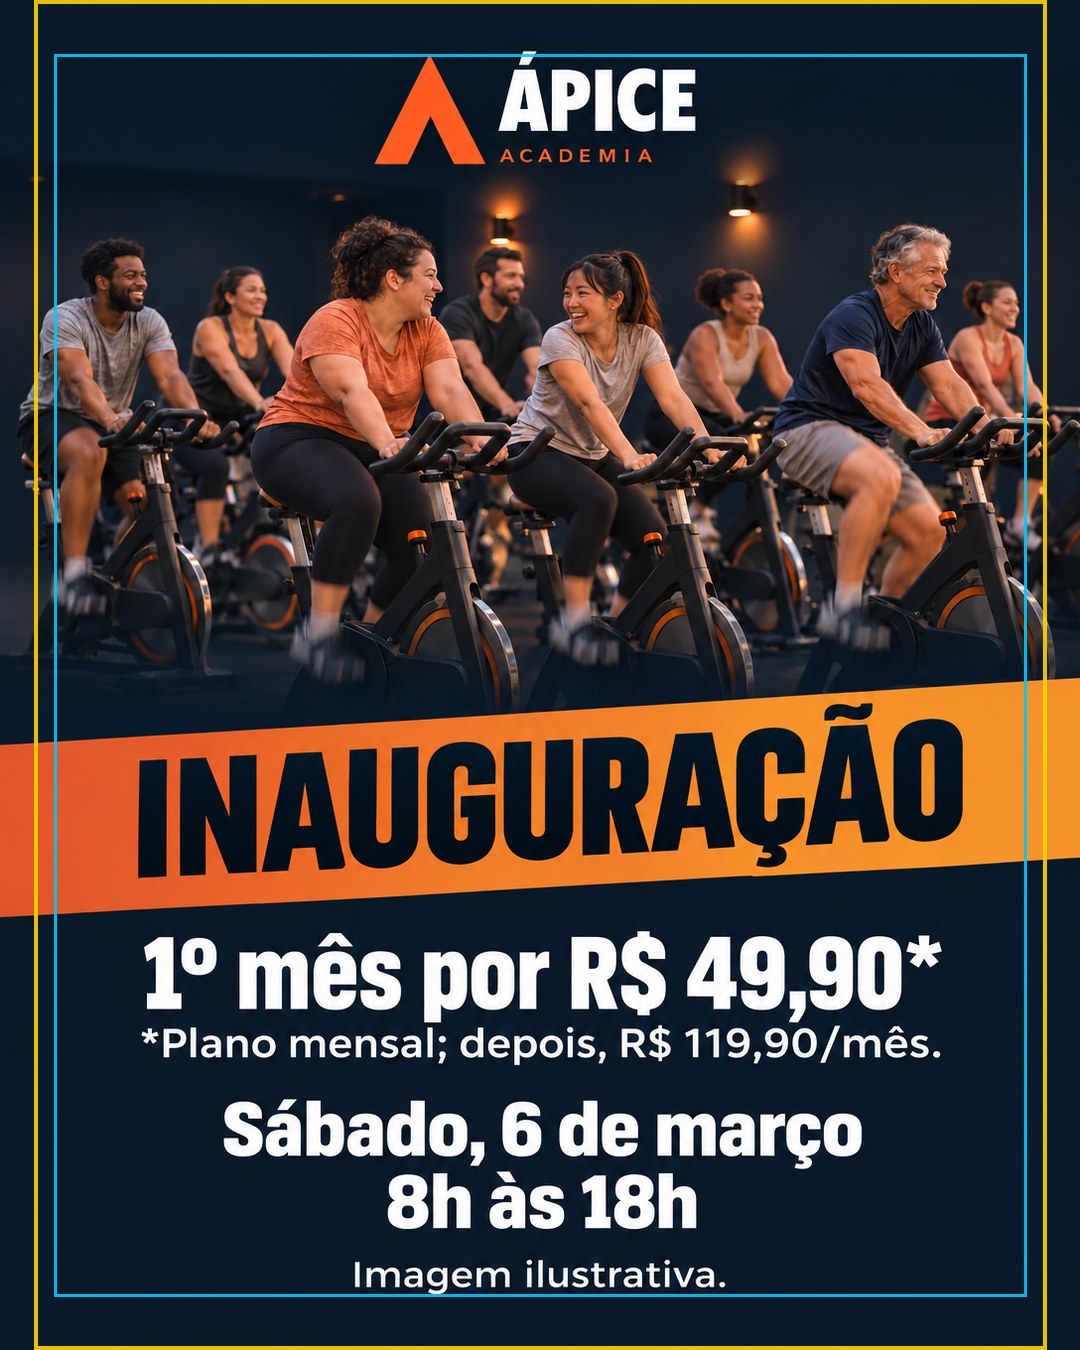 ÁPICE
ACADEMIA
INAUGURAÇÃO
1º mês por R$ 49,90*
*Plano mensal; depois, R$ 119,90/mês.
Sábado, 6 de março
8h às 18h
Imagem ilustrativa.